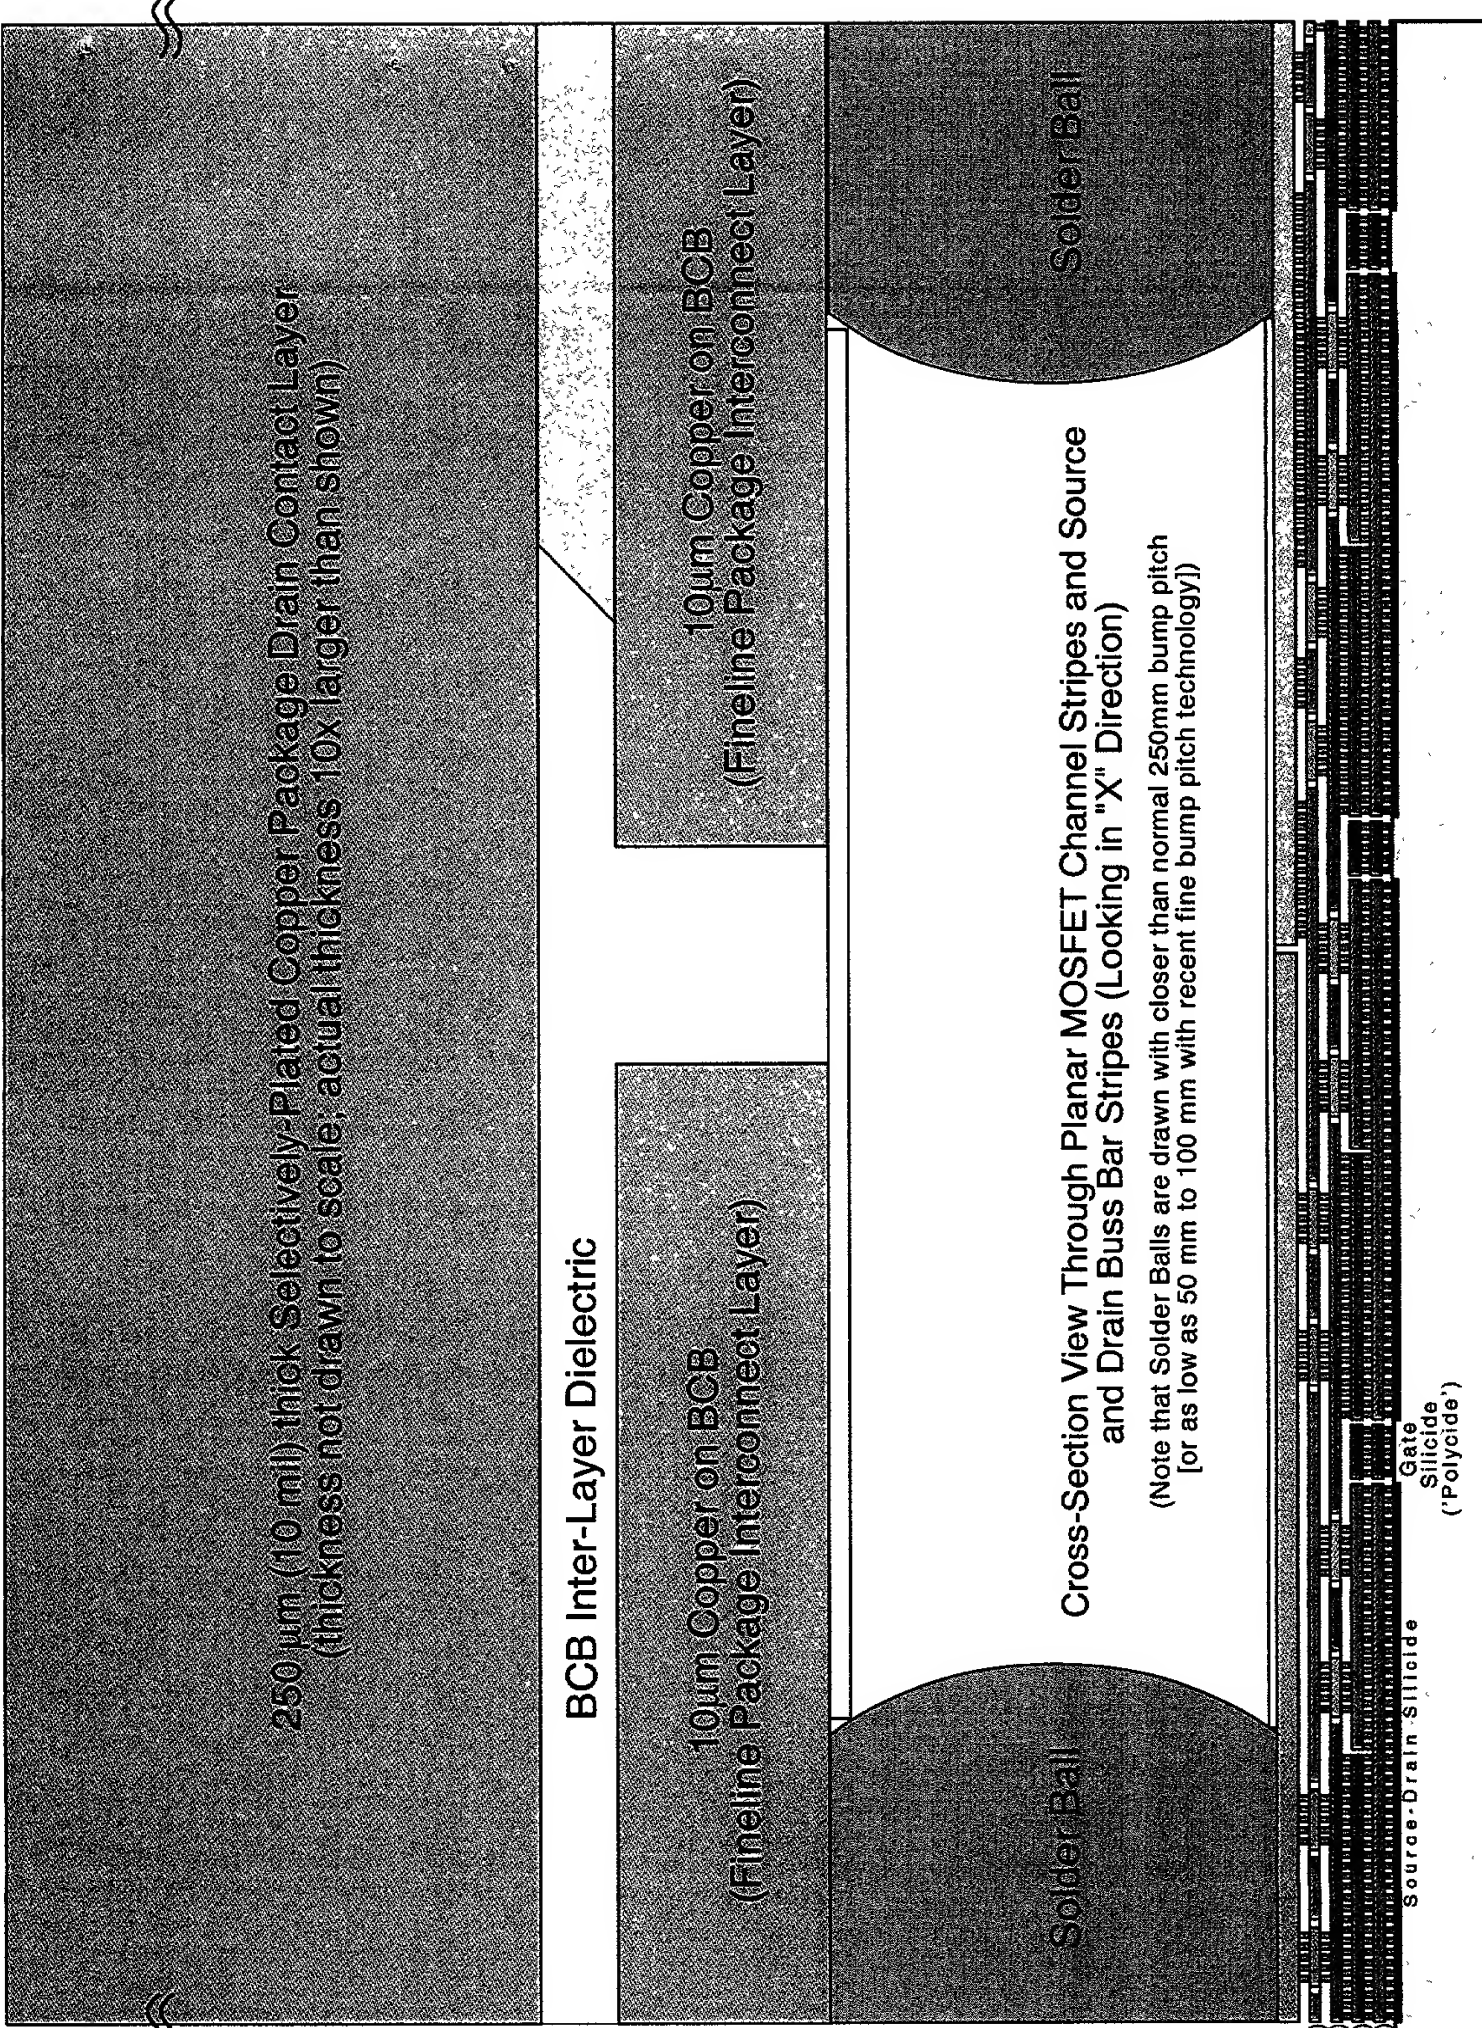 250 µm (10 mil) thick Selectively-Plated Copper Package Drain Contact Layer
(thickness not drawn to scale; actual thickness 10x larger than shown)
BCB Inter-Layer Dielectric
10µm Copper on BCB
(Fineline Package Interconnect Layer)
10µm Copper on BCB
(Fineline Package Interconnect Layer)
Solder Ball
Solder Ball
Cross-Section View Through Planar MOSFET Channel Stripes and Source
and Drain Buss Bar Stripes (Looking in "X" Direction)
(Note that Solder Balls are drawn with closer than normal 250mm bump pitch
[or as low as 50 mm to 100 mm with recent fine bump pitch technology])
Source-Drain Silicide
Gate
Silicide
('Polycide')